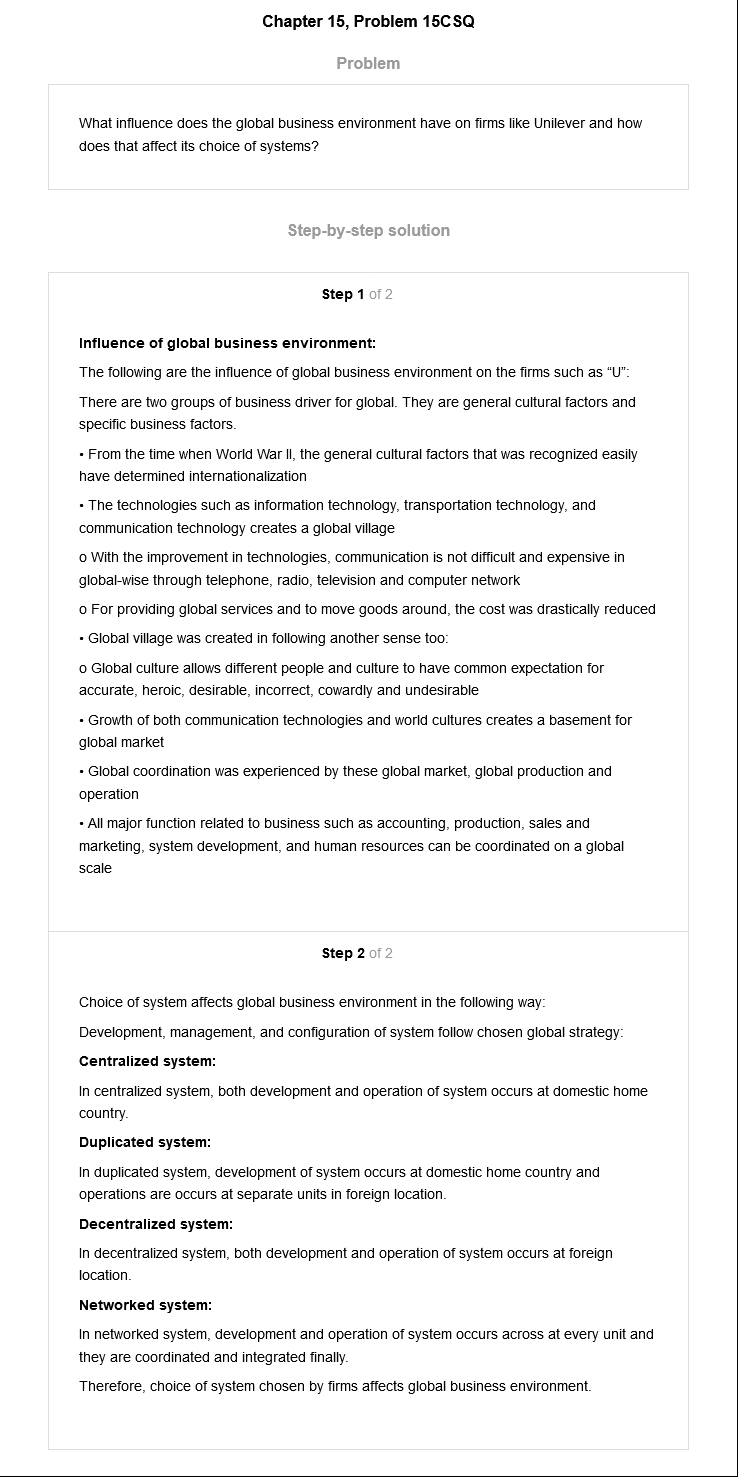 Chapter 15, Problem 15CSQ
Problem
What influence does the global business environment have on firms like Unilever and how
does that affect its choice of systems?
Step-by-step solution
Step 1 of 2
Influence of global business environment:
The following are the influence of global business environment on the firms such as “U”:
There are two groups of business driver for global. They are general cultural factors and
specific business factors.
• From the time when World War II, the general cultural factors that was recognized easily
have determined internationalization
• The technologies such as information technology, transportation technology, and
communication technology creates a global village
o With the improvement in technologies, communication is not difficult and expensive in
global-wise through telephone, radio, television and computer network
o For providing global services and to move goods around, the cost was drastically reduced
• Global village was created in following another sense too:
o Global culture allows different people and culture to have common expectation for
accurate, heroic, desirable, incorrect, cowardly and undesirable
• Growth of both communication technologies and world cultures creates a basement for
global market
• Global coordination was experienced by these global market, global production and
operation
• All major function related to business such as accounting, production, sales and
marketing, system development, and human resources can be coordinated on a global
scale
Step 2 of 2
Choice of system affects global business environment in the following way:
Development, management, and configuration of system follow chosen global strategy:
Centralized system:
In centralized system, both development and operation of system occurs at domestic home
country.
Duplicated system:
In duplicated system, development of system occurs at domestic home country and
operations are occurs at separate units in foreign location.
Decentralized system:
In decentralized system, both development and operation of system occurs at foreign
location.
Networked system:
In networked system, development and operation of system occurs across at every unit and
they are coordinated and integrated finally.
Therefore, choice of system chosen by firms affects global business environment.